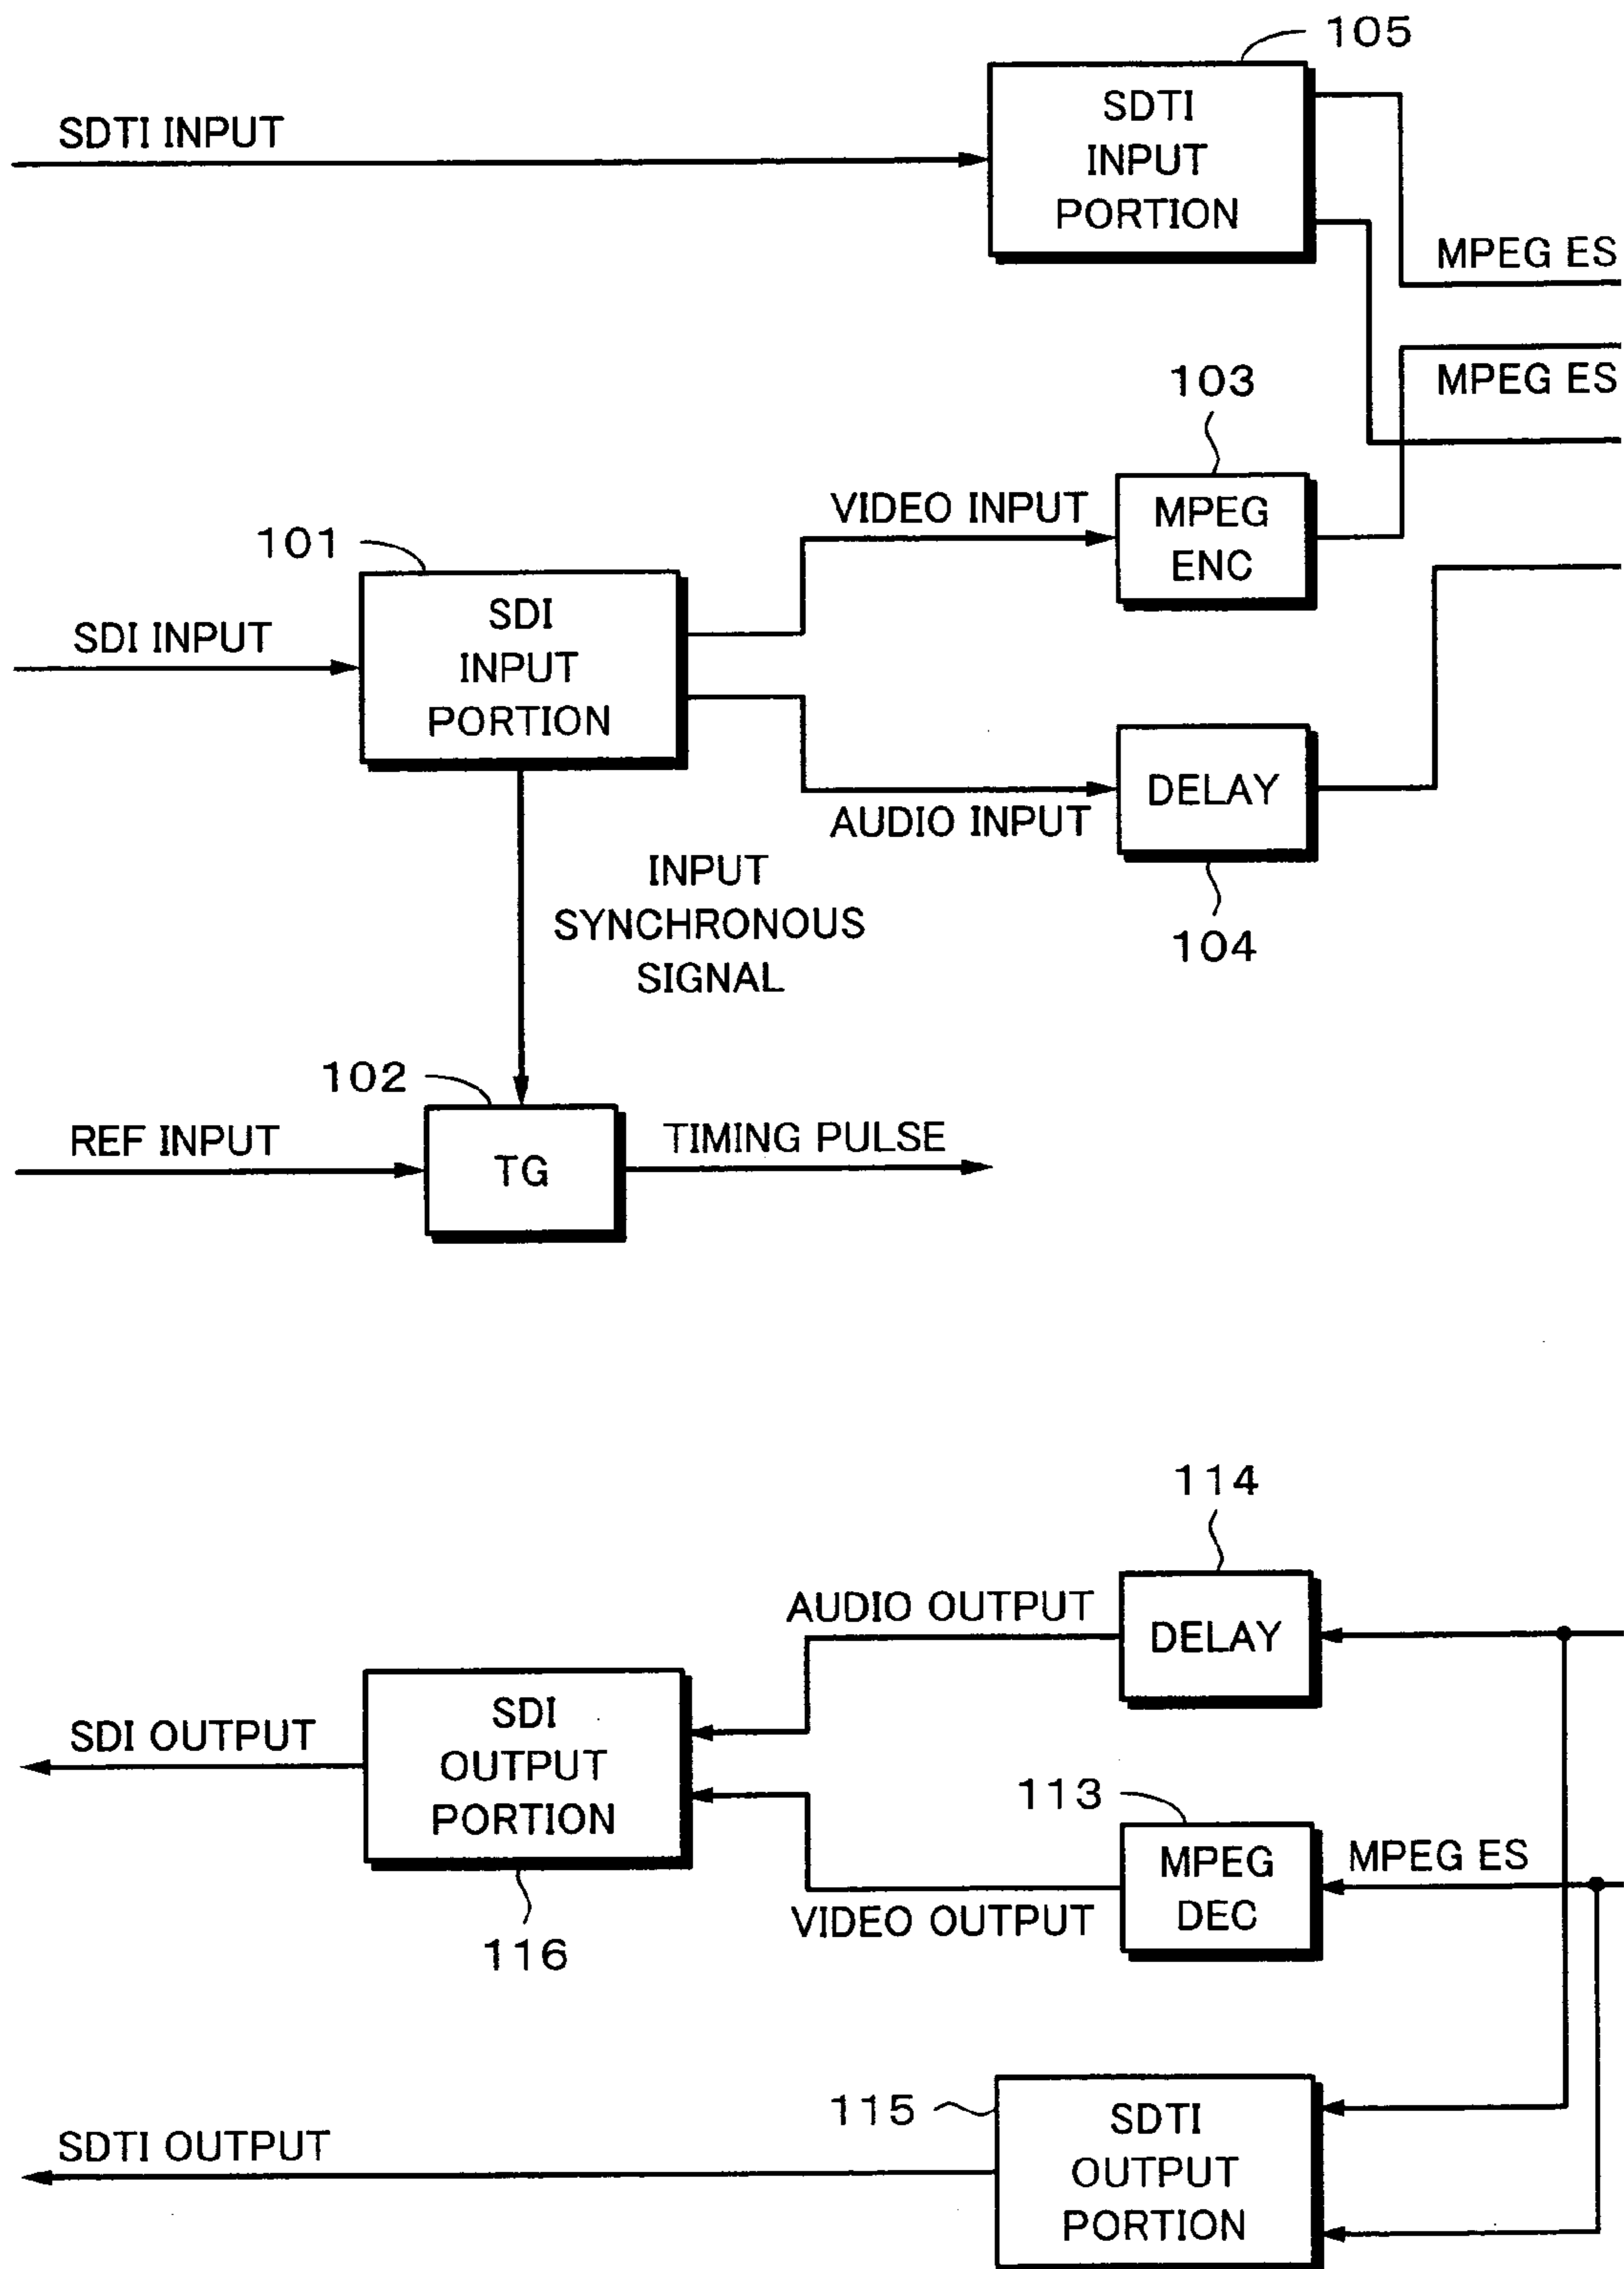 105
SDTI
INPUT
PORTION
SDTI INPUT
MPEG ES
MPEG ES
103
MPEG
ENC
VIDEO INPUT
101
SDI
INPUT
PORTION
SDI INPUT
DELAY
AUDIO INPUT
104
INPUT
SYNCHRONOUS
SIGNAL
102
REF INPUT
TG
TIMING PULSE
114
AUDIO OUTPUT
DELAY
SDI OUTPUT
SDI
OUTPUT
PORTION
116
113
MPEG
DEC
MPEG ES
VIDEO OUTPUT
115
SDTI
OUTPUT
PORTION
SDTI OUTPUT